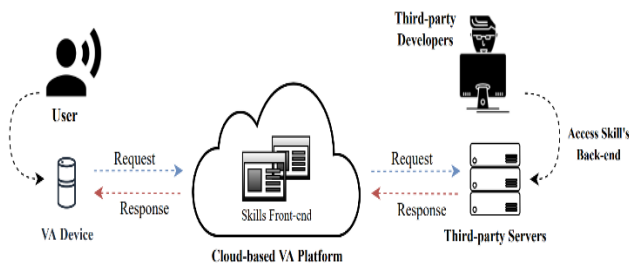 Third-party
Developers
User
Access Skill's
Back-end
Request
Request
Response
Response
Skills Front-end
VA Device
Third-party Servers
Cloud-based VA Platform